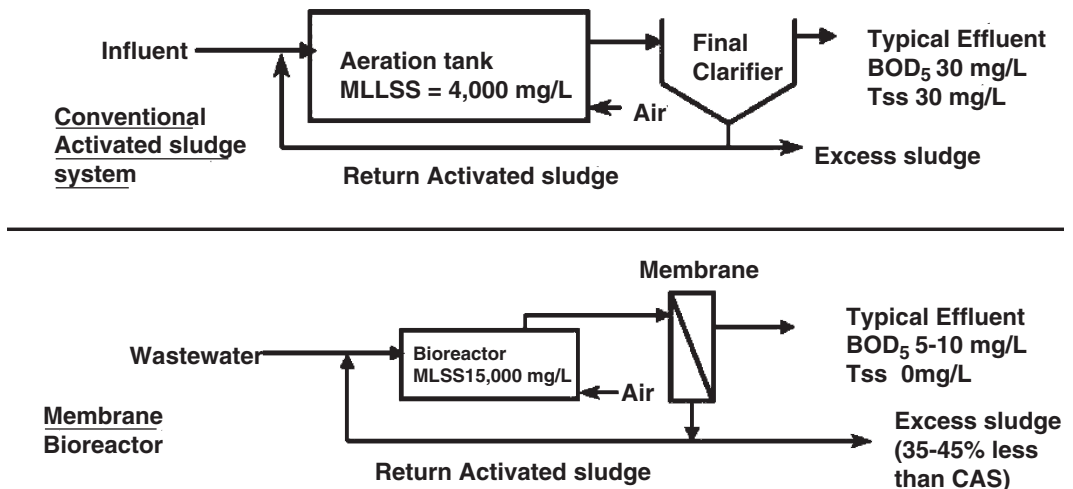 Influent
Aeration tank
MLLSS = 4,000 mg/L
Final
Clarifier
Typical Effluent
BOD5 30 mg/L
Tss 30 mg/L
Air
Conventional
Activated sludge
system
Return Activated sludge
Excess sludge
Membrane
Wastewater
Bioreactor
MLSS15,000 mg/L
Air
Typical Effluent
BOD5 5-10 mg/L
Tss 0mg/L
Membrane
Bioreactor
Return Activated sludge
Excess sludge
(35-45% less
than CAS)